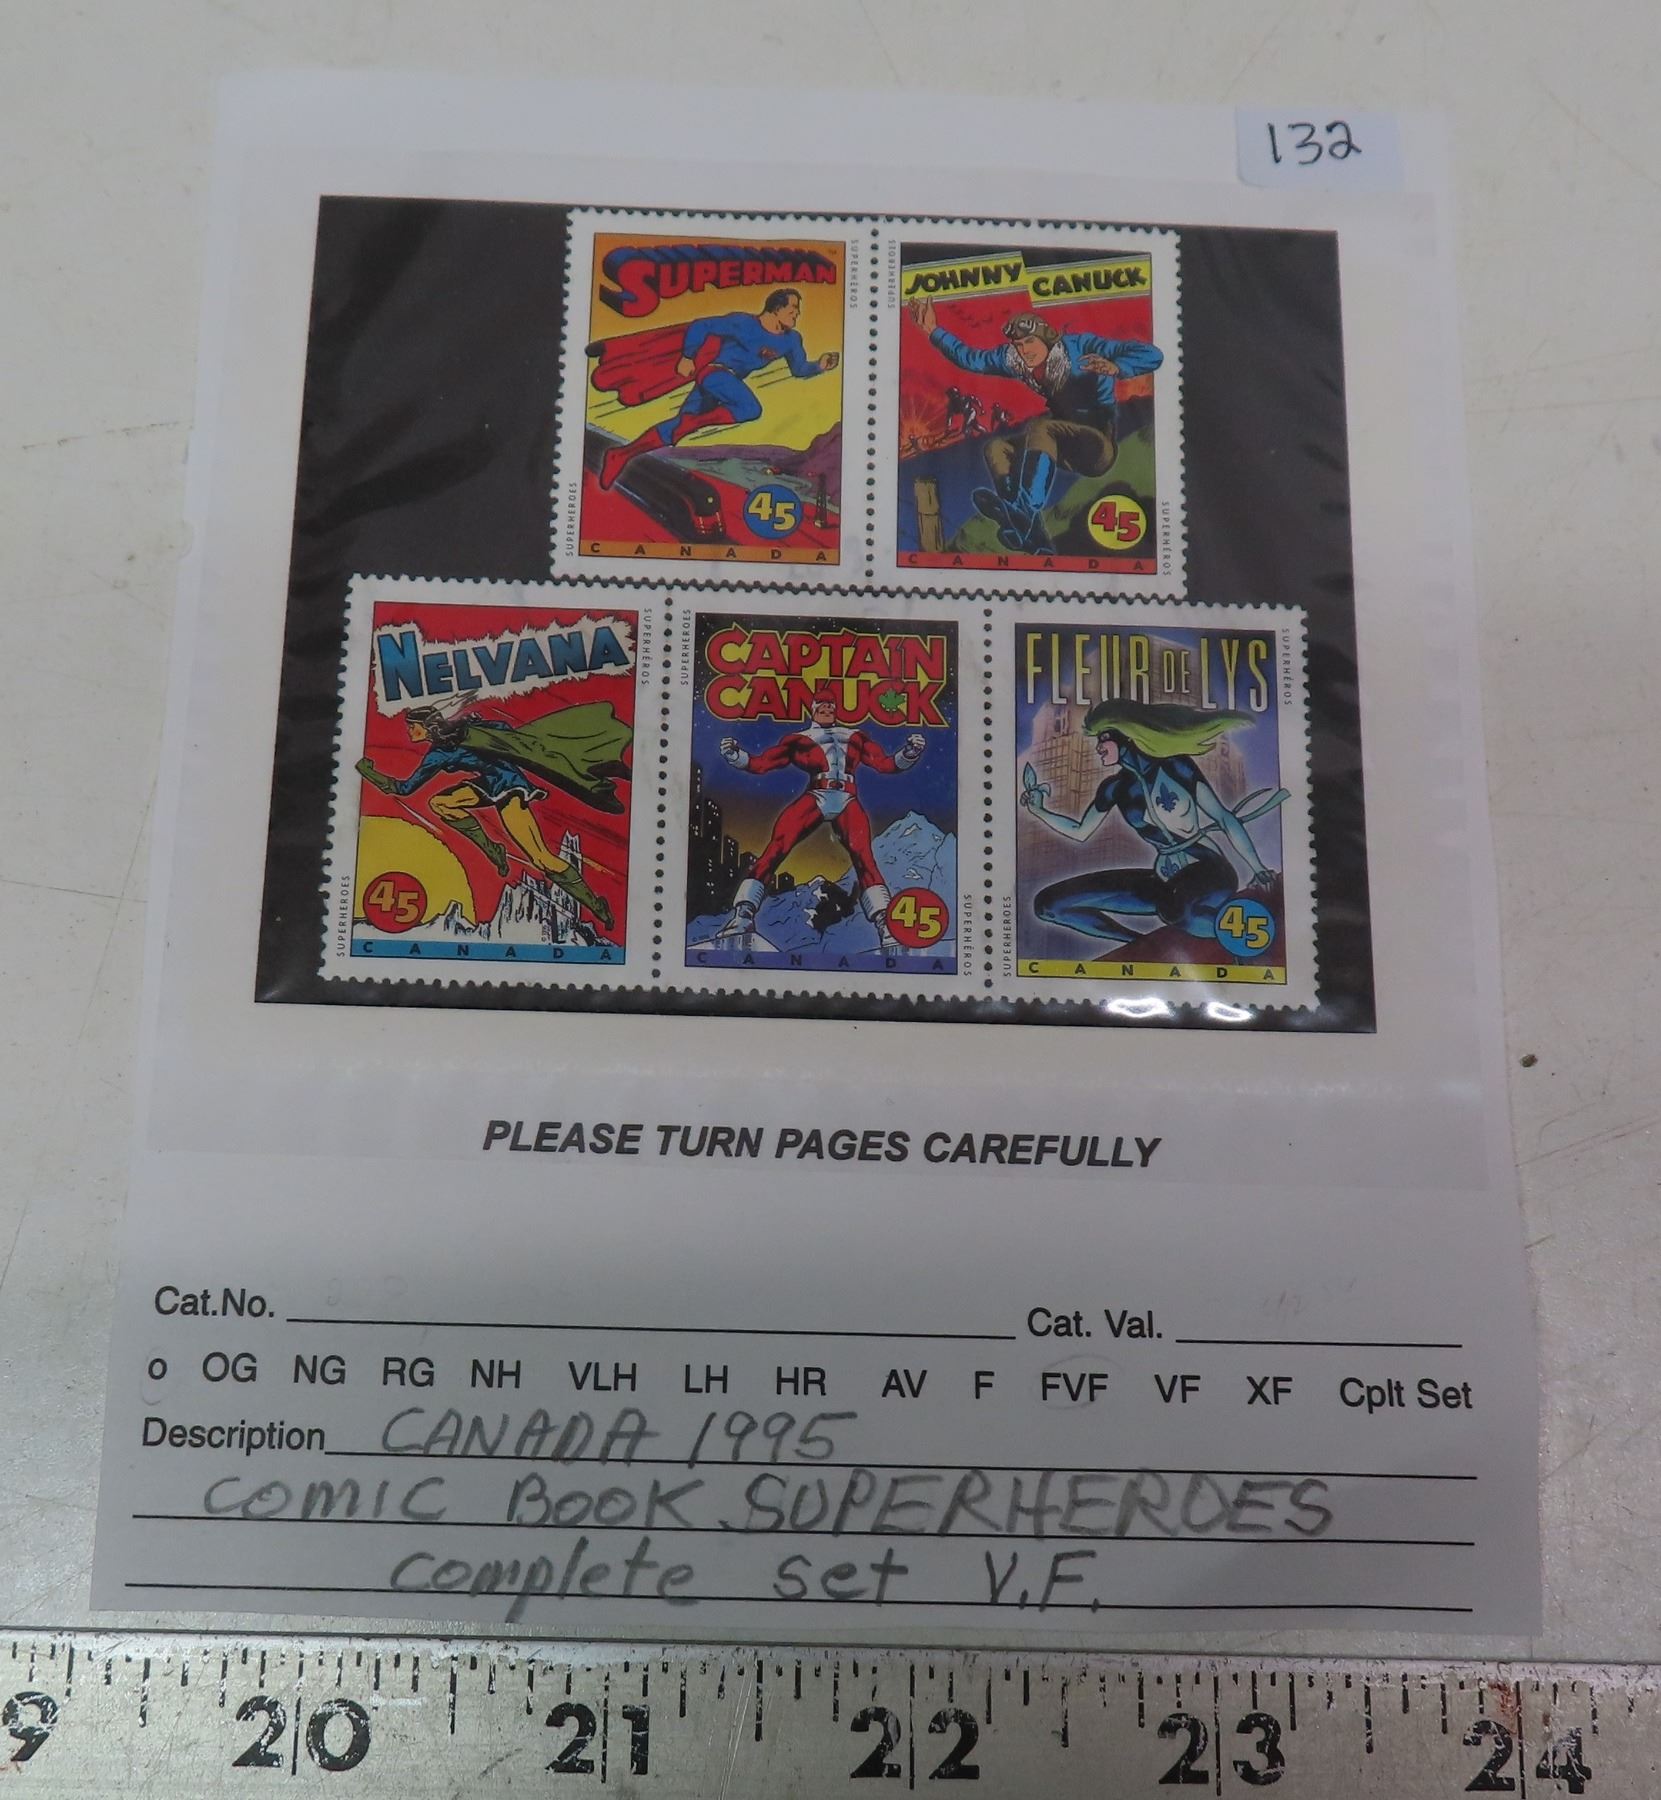 132
SUPERMAN
SUPERHÉROS
SUPERHEROES
45
CANADA
JOHNNY CANUCK
SUPERHEROES
SUPERHÉROS
45
CANADA
NELVANA
SUPERHÉROS
SUPERHEROES
45
CANADA
CAPTAIN
CANUCK
SUPERHEROES
SUPERHÉROS
45
CANADA
FLEUR DE LYS
SUPERHÉROS
SUPERHEROES
45
CANADA
PLEASE TURN PAGES CAREFULLY
Cat.No. Cat. Val.
o OG NG RG NH VLH LH HR AV F FVF VF XF Cplt Set
Description CANADA 1995
COMIC BOOK SUPERHEROES
complete set V.F.
9 20 21 22 23 24